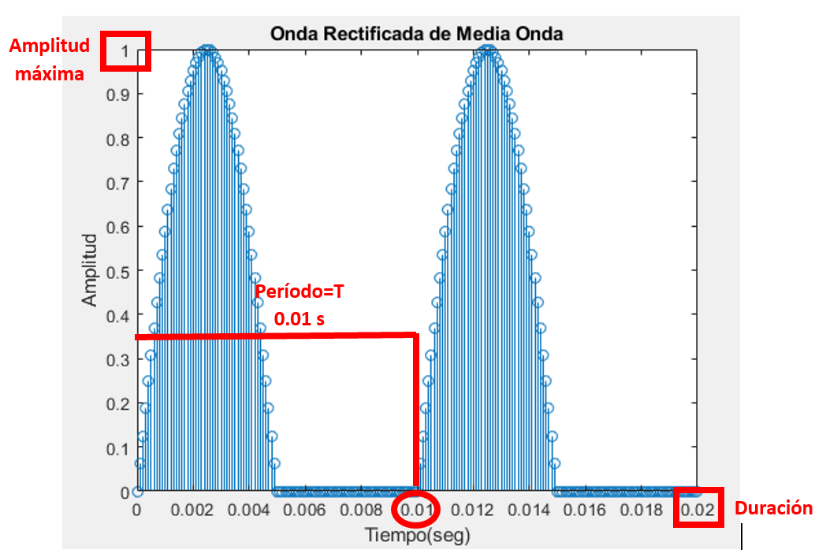 Onda Rectificada de Media Onda
Amplitud
máxima
1
0.9
0.8
0.7
0.6
0.5
0.4
0.3
0.2
0.1
0
Amplitud
Período=T
0.01 s
0 0.002 0.004 0.006 0.008 0.01 0.012 0.014 0.016 0.018 0.02
Duración
Tiempo(seg)